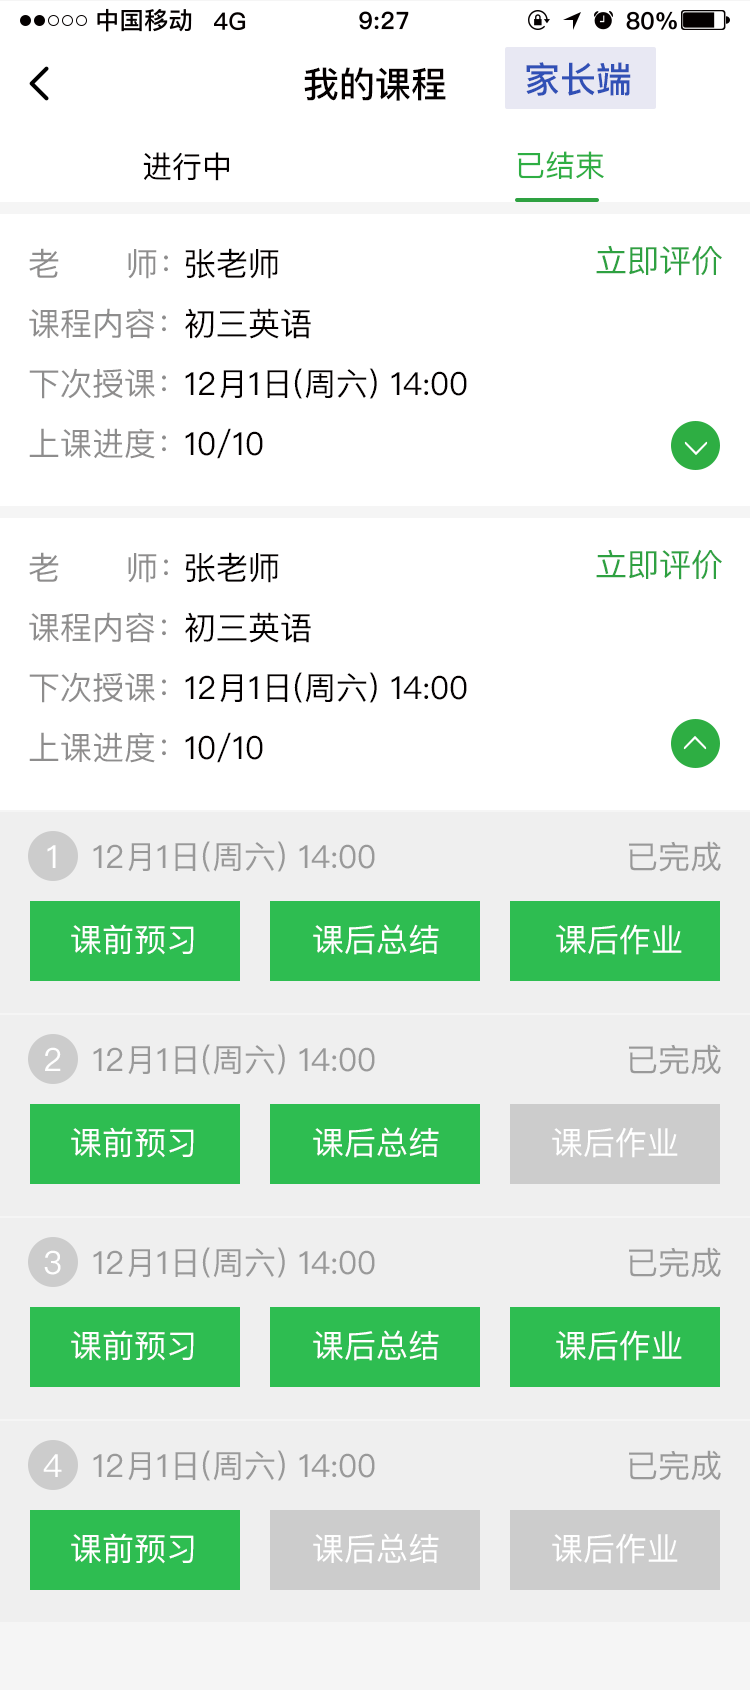 中国移动 4G 9:27 80%
我的课程 家长端
进行中 已结束
老 师：张老师 立即评价
课程内容：初三英语
下次授课：12月1日(周六) 14:00
上课进度：10/10
老 师：张老师 立即评价
课程内容：初三英语
下次授课：12月1日(周六) 14:00
上课进度：10/10
1 12月1日(周六) 14:00 已完成
课前预习 课后总结 课后作业
2 12月1日(周六) 14:00 已完成
课前预习 课后总结 课后作业
3 12月1日(周六) 14:00 已完成
课前预习 课后总结 课后作业
4 12月1日(周六) 14:00 已完成
课前预习 课后总结 课后作业